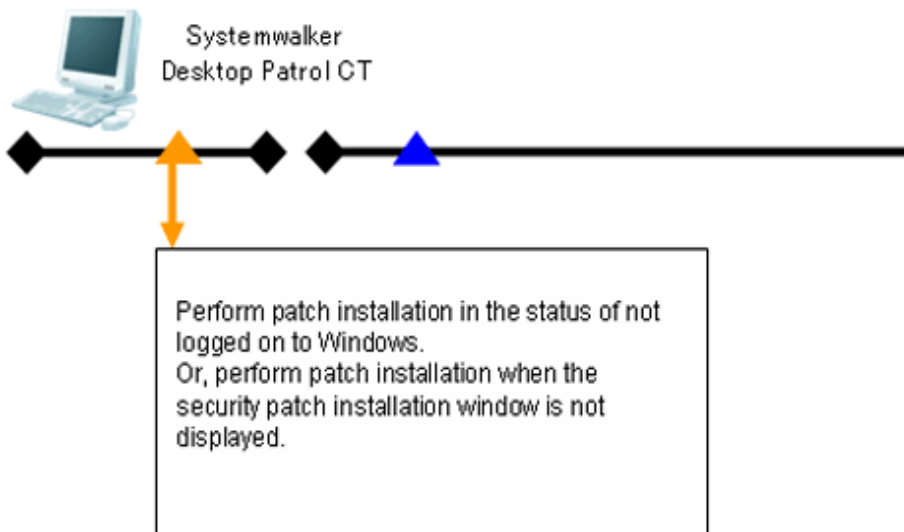 Systemwalker
Desktop Patrol CT
Perform patch installation in the status of not
logged on to Windows.
Or, perform patch installation when the
security patch installation window is not
displayed.